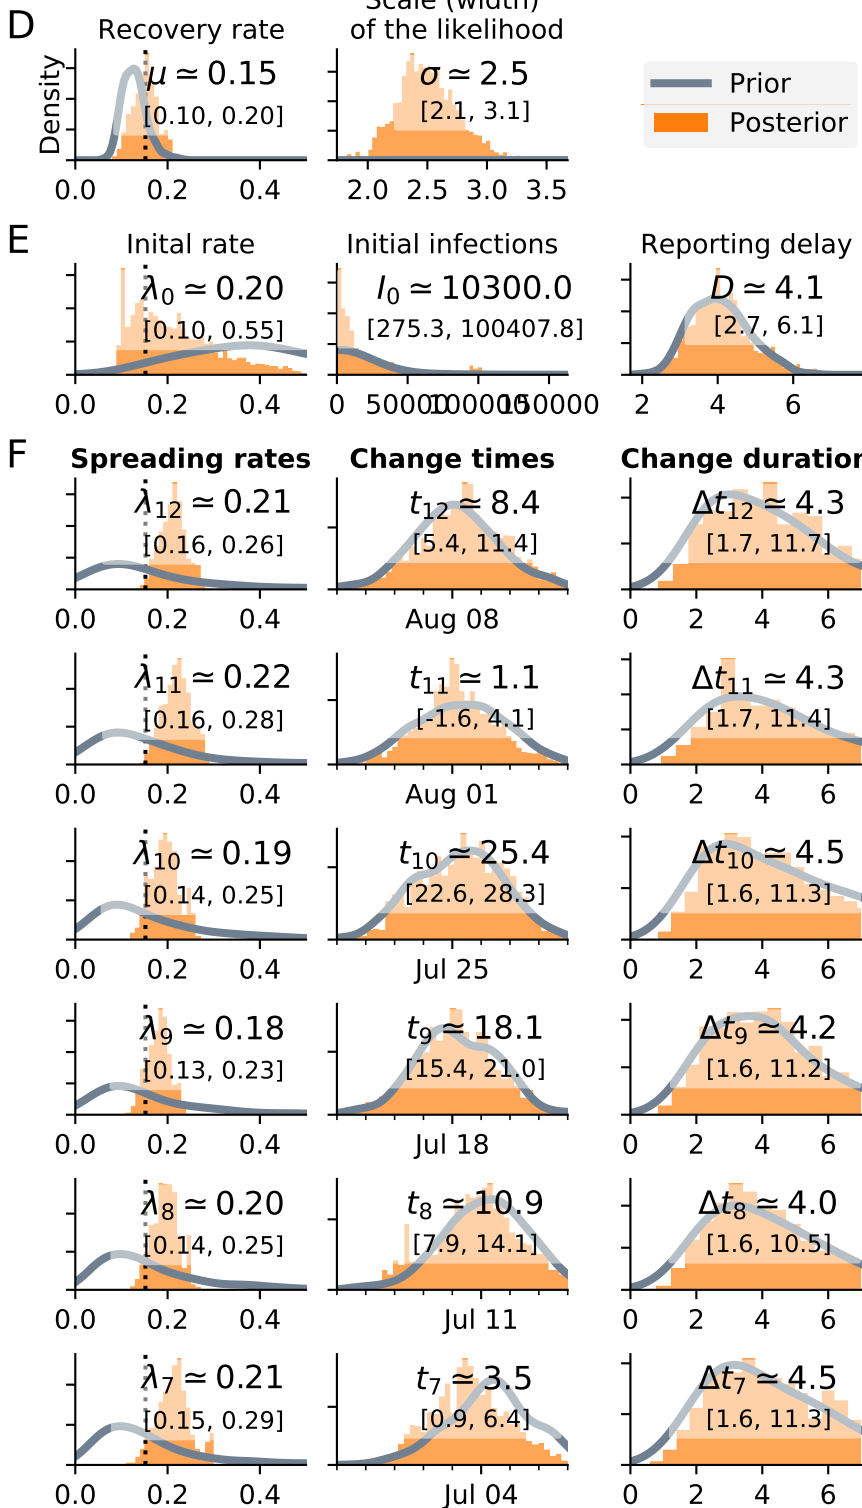 D
Scale (width)
Recovery rate
of the likelihood
Density
μ ≃ 0.15
[0.10, 0.20]
σ ≃ 2.5
[2.1, 3.1]
Prior
Posterior
0.0 0.2 0.4
2.0 2.5 3.0 3.5
E
Inital rate
Initial infections
Reporting delay
λ0 ≃ 0.20
[0.10, 0.55]
I0 ≃ 10300.0
[275.3, 100407.8]
D ≃ 4.1
[2.7, 6.1]
0.0 0.2 0.4
0 50000 100000 150000
2 4 6
F
Spreading rates
Change times
Change duration
λ12 ≃ 0.21
[0.16, 0.26]
t12 ≃ 8.4
[5.4, 11.4]
Δt12 ≃ 4.3
[1.7, 11.7]
0.0 0.2 0.4
Aug 08
0 2 4 6
λ11 ≃ 0.22
[0.16, 0.28]
t11 ≃ 1.1
[-1.6, 4.1]
Δt11 ≃ 4.3
[1.7, 11.4]
0.0 0.2 0.4
Aug 01
0 2 4 6
λ10 ≃ 0.19
[0.14, 0.25]
t10 ≃ 25.4
[22.6, 28.3]
Δt10 ≃ 4.5
[1.6, 11.3]
0.0 0.2 0.4
Jul 25
0 2 4 6
λ9 ≃ 0.18
[0.13, 0.23]
t9 ≃ 18.1
[15.4, 21.0]
Δt9 ≃ 4.2
[1.6, 11.2]
0.0 0.2 0.4
Jul 18
0 2 4 6
λ8 ≃ 0.20
[0.14, 0.25]
t8 ≃ 10.9
[7.9, 14.1]
Δt8 ≃ 4.0
[1.6, 10.5]
0.0 0.2 0.4
Jul 11
0 2 4 6
λ7 ≃ 0.21
[0.15, 0.29]
t7 ≃ 3.5
[0.9, 6.4]
Δt7 ≃ 4.5
[1.6, 11.3]
0.0 0.2 0.4
Jul 04
0 2 4 6